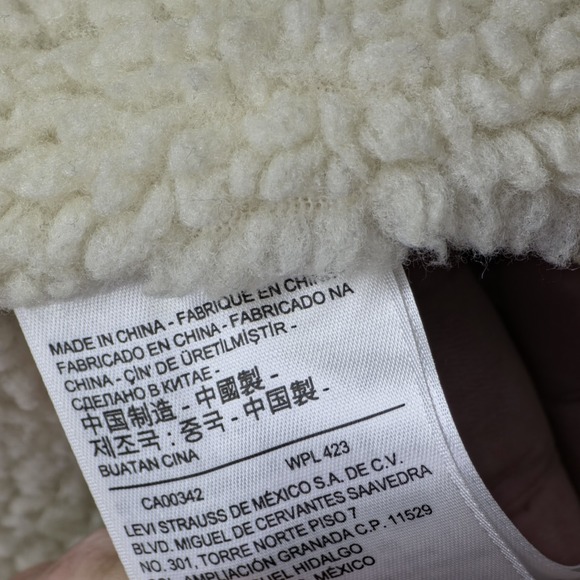 MADE IN CHINA - FABRIQUE EN CHINE
FABRICADO EN CHINA - FABRICADO NA
CHINA - ÇİN' DE ÜRETİLMİŞTİR -
СДЕЛАНО В КИТАЕ -
中国制造 - 中國製 -
제조국 : 중국 - 中国製 -
BUATAN CINA
CA00342 WPL 423
LEVI STRAUSS DE MÉXICO S.A. DE C.V.
BLVD. MIGUEL DE CERVANTES SAAVEDRA
NO. 301, TORRE NORTE PISO 7
AMPLIACIÓN GRANADA C.P. 11529
HIDALGO
MÉXICO